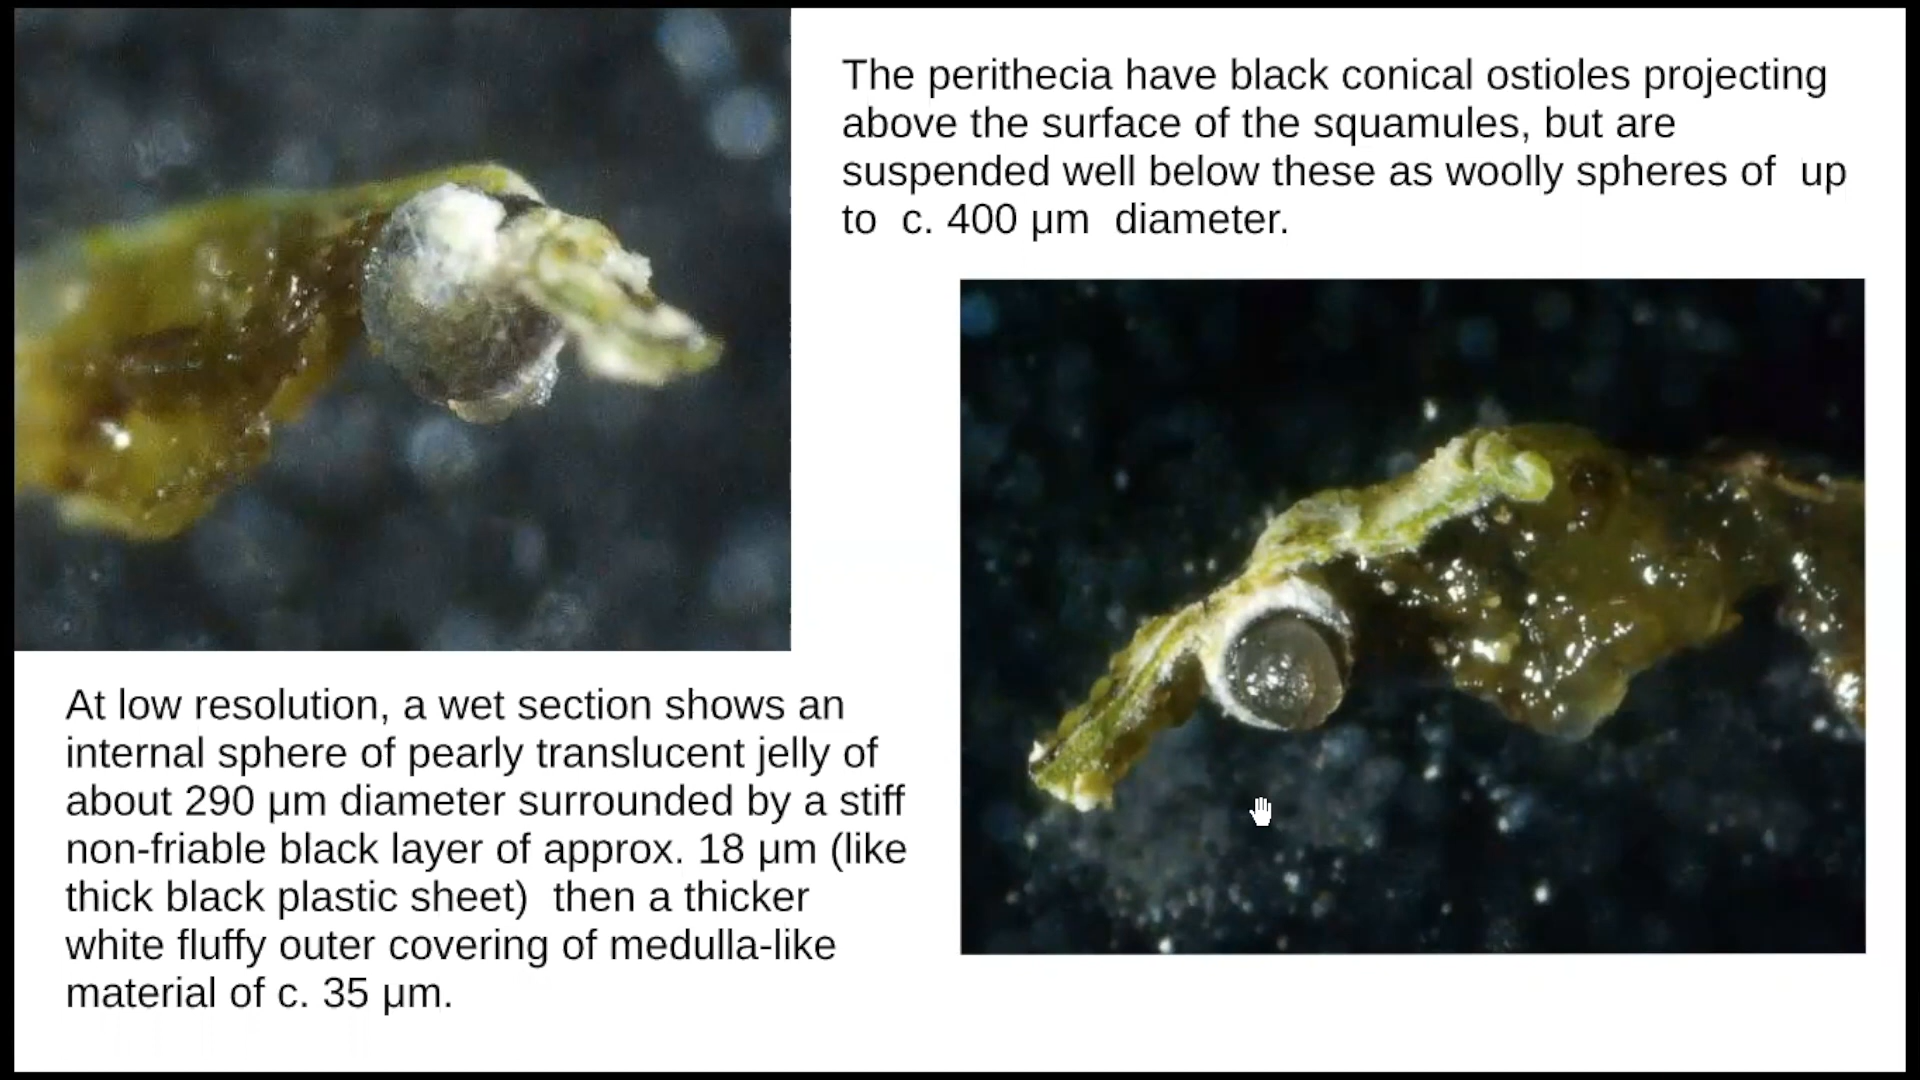 The perithecia have black conical ostioles projecting
above the surface of the squamules, but are
suspended well below these as woolly spheres of  up
to  c. 400 μm  diameter.
At low resolution, a wet section shows an
internal sphere of pearly translucent jelly of
about 290 μm diameter surrounded by a stiff
non-friable black layer of approx. 18 μm (like
thick black plastic sheet)  then a thicker
white fluffy outer covering of medulla-like
material of c. 35 μm.